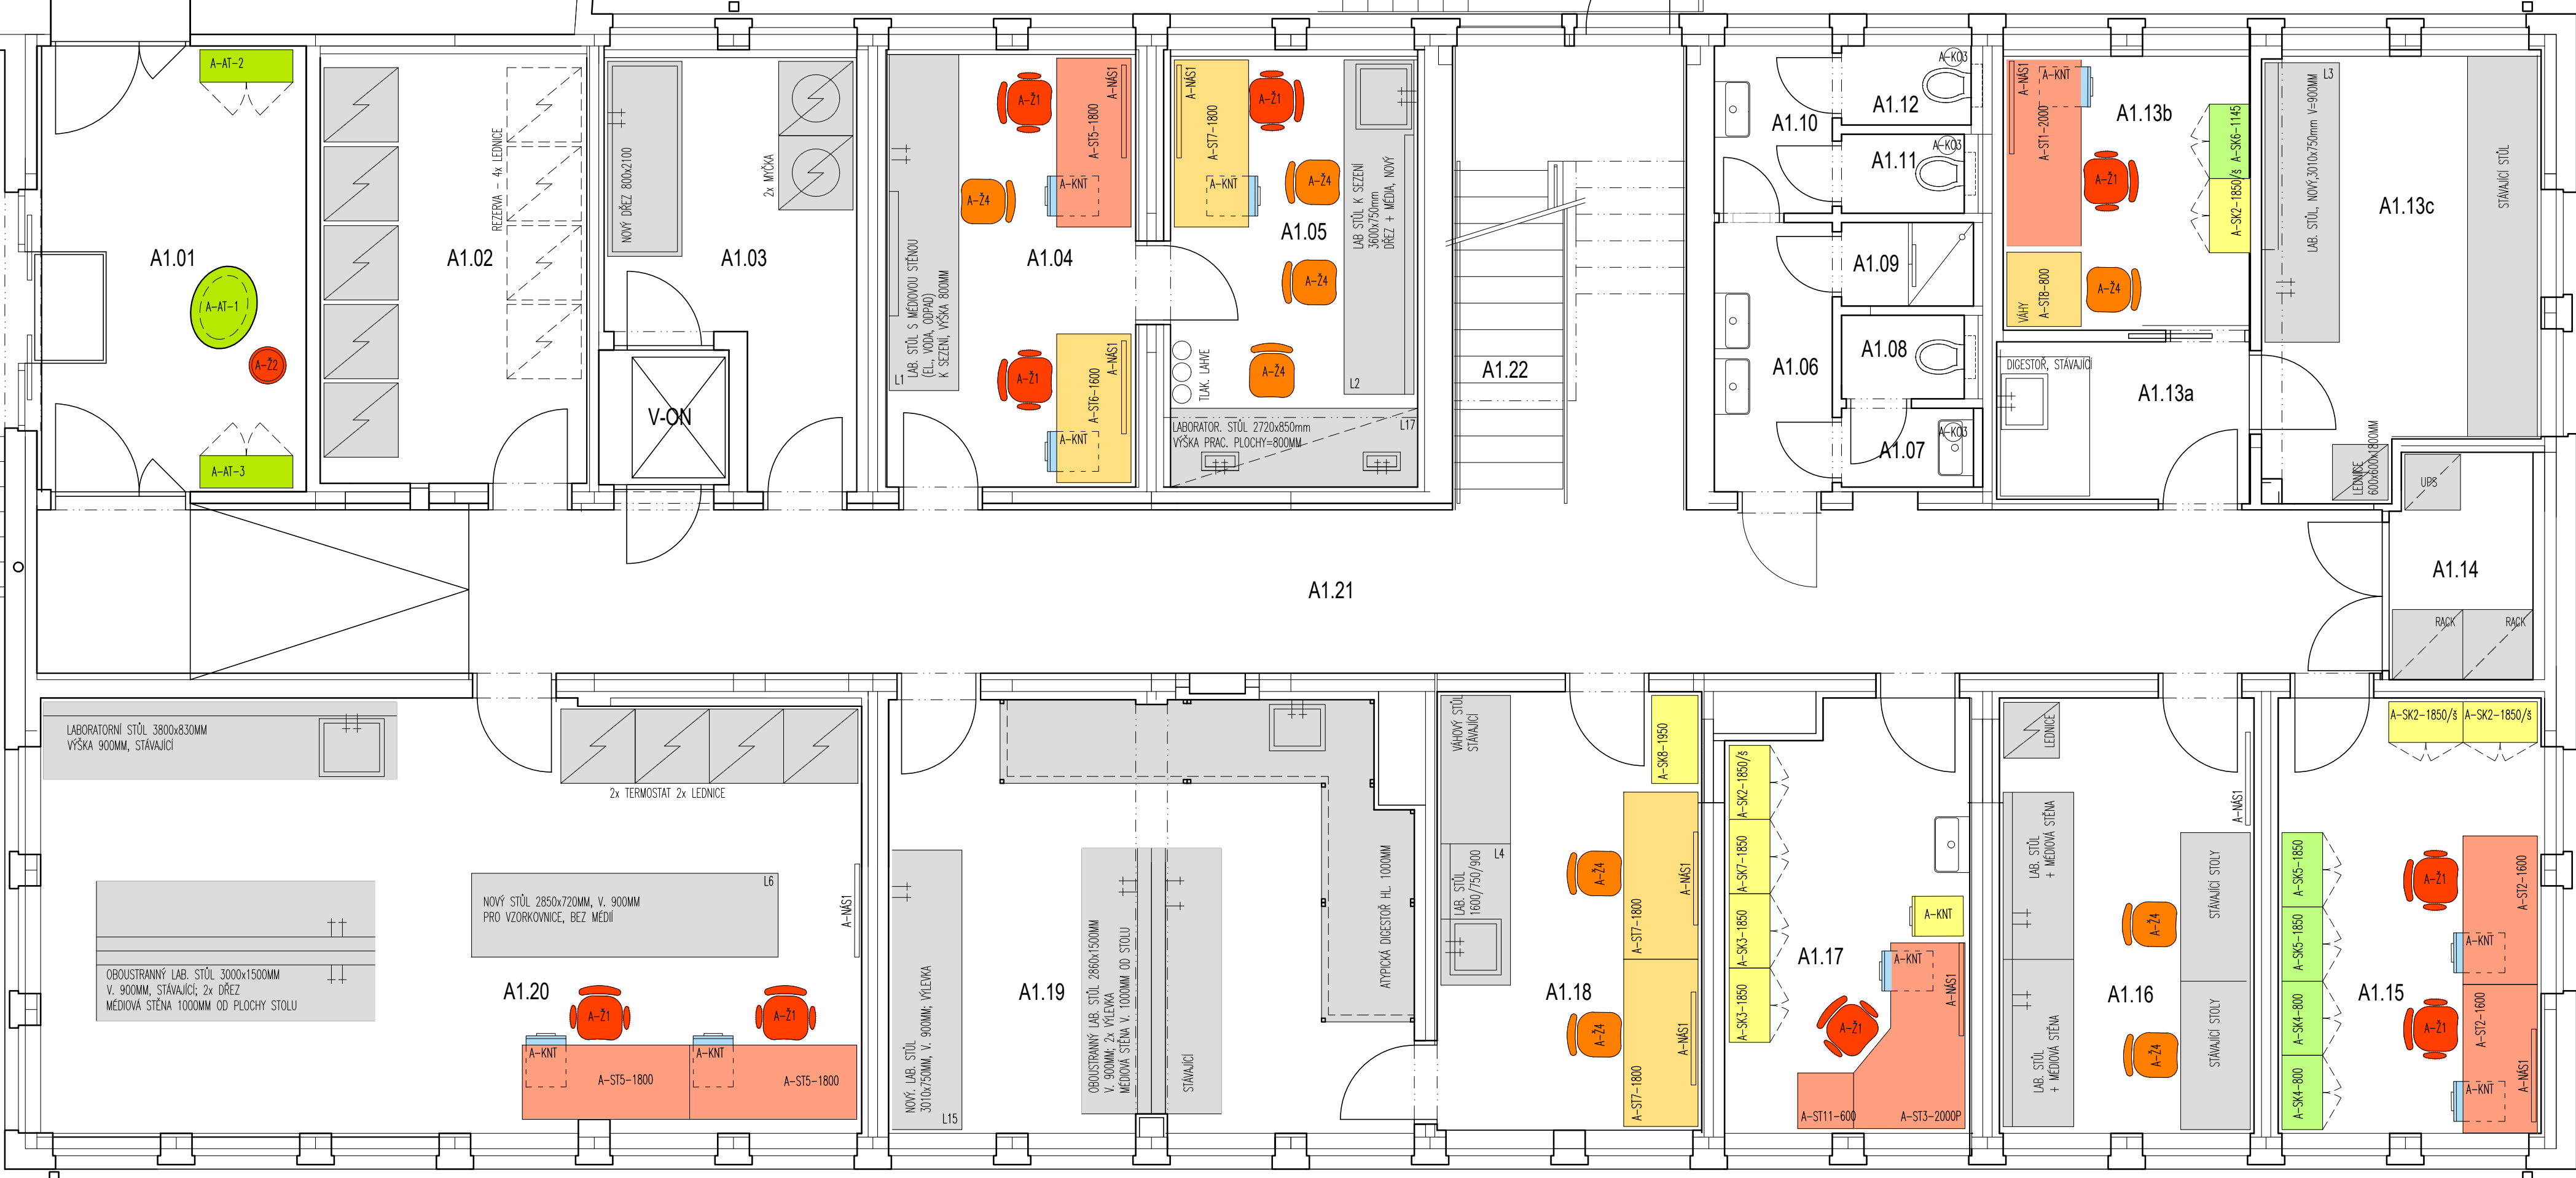 A-AT-2
A1.01
A-AT-1
A-Ž2
A-AT-3
REZERVA - 4x LEDNICE
A1.02
NOVÝ DŘEZ 800x2100
2x MYČKA
A1.03
V-ON
L1
LAB. STŮL S MÉDIOVOU STĚNOU
(EL., VODA, ODPAD)
K SEZENÍ, VÝŠKA 800MM
A-Ž1
A-Ž4
A-KNT
A-ST5-1800
A-NÁS1
A1.04
A-Ž1
A-KNT
A-ST6-1600
A-NÁS1
A-NÁS1
A-ST7-1800
A-KNT
A-Ž1
A-Ž4
A1.05
A-Ž4
A-Ž4
TLAK. LAHVE
LAB STŮL K SEZENÍ
3600x750mm
DŘEZ + MÉDIA, NOVÝ
L2
LABORATOR. STŮL 2720x850mm
VÝŠKA PRAC. PLOCHY=800MM
L17
A1.22
A1.10
A1.12
A-KO3
A1.11
A-KO3
A1.09
A1.06
A1.08
A1.07
A-KO3
A-NÁS1
A-KNT
A-ST1-2000
A1.13b
A-Ž1
A-SK6-1145
A-SK2-1850/š
VÁHY
A-ST8-800
A-Ž4
DIGESTOŘ, STÁVAJÍCÍ
A1.13a
L3
LAB. STŮL NOVÝ,3010x750mm V=900MM
A1.13c
STÁVAJÍCÍ STŮL
LEDNICE
600x600x1800MM
UPS
A1.14
RACK
RACK
A1.21
LABORATORNÍ STŮL 3800x830MM
VÝŠKA 900MM, STÁVAJÍCÍ
2x TERMOSTAT 2x LEDNICE
L6
NOVÝ STŮL 2850x720MM, V. 900MM
PRO VZORKOVNICE, BEZ MÉDIÍ
A-NÁS1
OBOUSTRANNÝ LAB. STŮL 3000x1500MM
V. 900MM, STÁVAJÍCÍ; 2x DŘEZ
MÉDIOVÁ STĚNA 1000MM OD PLOCHY STOLU
A1.20
A-Ž1
A-Ž1
A-KNT
A-KNT
A-ST5-1800
A-ST5-1800
NOVÝ. LAB. STŮL
3010x750MM, V. 900MM; VÝLEVKA
L15
A1.19
OBOUSTRANNÝ LAB. STŮL 2860x1500MM
V. 900MM; 2x VÝLEVKA
MÉDIOVÁ STĚNA V. 1000MM OD STOLU
STÁVAJÍCÍ
ATYPICKÁ DIGESTOŘ HL. 1000MM
VÁHOVÝ STŮL
STÁVAJÍCÍ
L4
LAB. STŮL
1600/750/900
A-SK8-1950
A-Ž4
A-NÁS1
A-ST7-1800
A1.18
A-Ž4
A-NÁS1
A-ST7-1800
A-SK2-1850/š
A-SK7-1850
A-SK3-1850
A-SK3-1850
A1.17
A-KNT
A-KNT
A-NÁS1
A-Ž1
A-ST11-600
A-ST3-2000P
LEDNICE
A-NÁS1
LAB. STŮL
+ MÉDIOVÁ STĚNA
STÁVAJÍCÍ STOLY
A-Ž4
A1.16
LAB. STŮL
+ MÉDIOVÁ STĚNA
A-Ž4
STÁVAJÍCÍ STOLY
A-SK2-1850/š
A-SK2-1850/š
A-SK5-1850
A-SK5-1850
A-SK4-800
A-SK4-800
A1.15
A-Ž1
A-ST2-1600
A-KNT
A-Ž1
A-ST2-1600
A-KNT
A-NÁS1